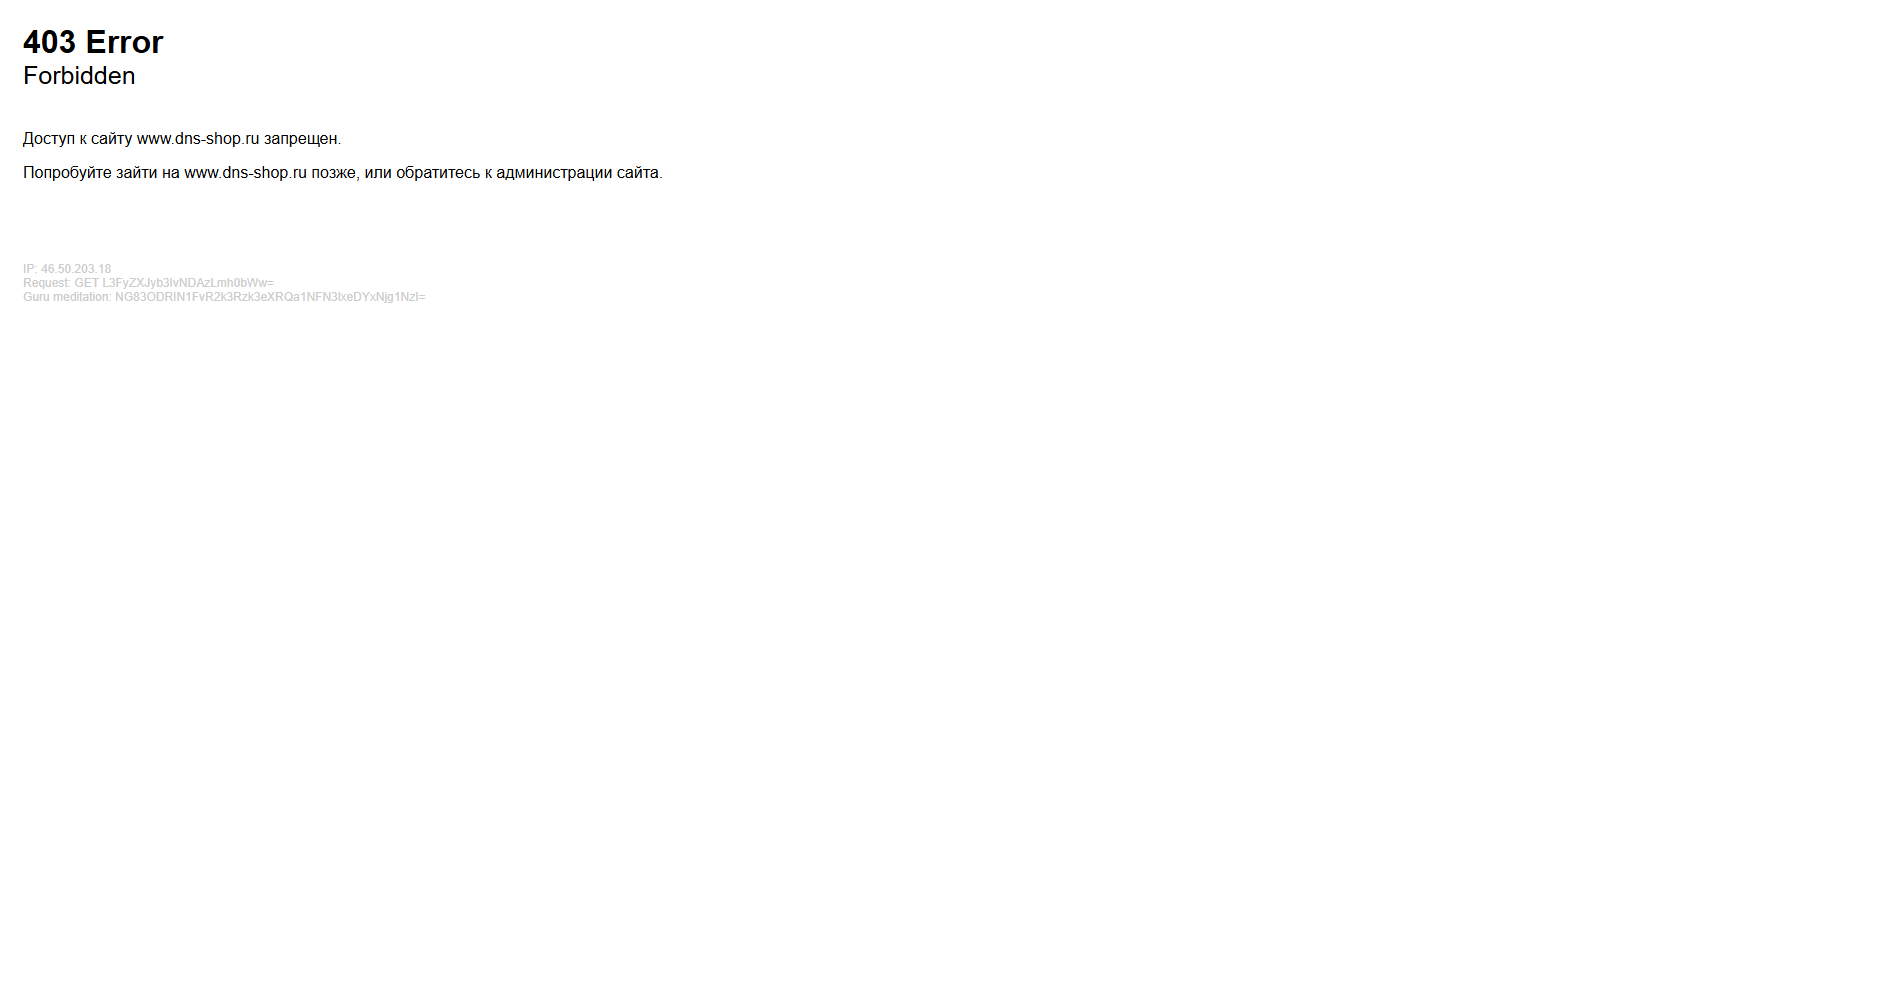 403 Error
Forbidden
Доступ к сайту www.dns-shop.ru запрещен.
Попробуйте зайти на www.dns-shop.ru позже, или обратитесь к администрации сайта.
IP: 46.50.203.18
Request: GET L3FyZXJyb3IvNDAzLmh0bWw=
Guru meditation: NG83ODRIN1FvR2k3Rzk3eXRQa1NFN3lxeDYxNjg1NzI=